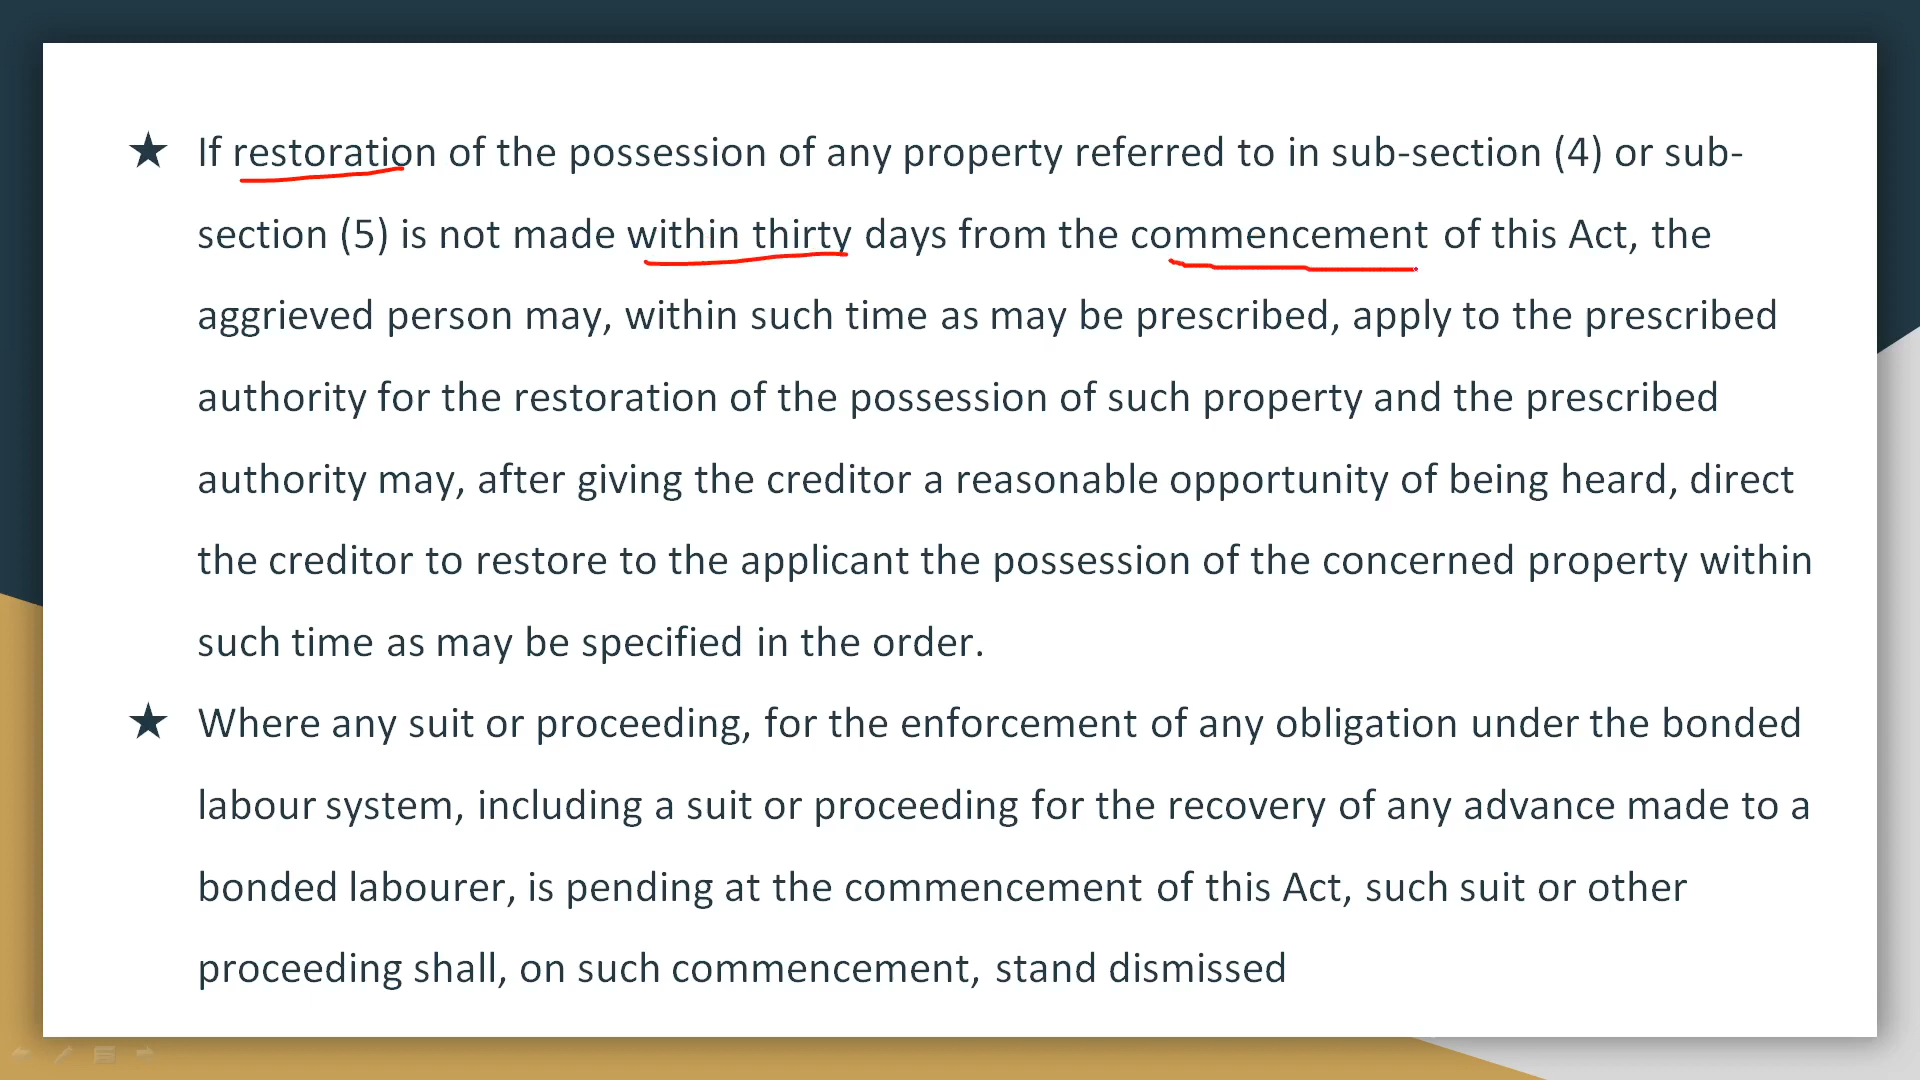 ★ If restoration of the possession of any property referred to in sub-section (4) or sub-
section (5) is not made within thirty days from the commencement of this Act, the
aggrieved person may, within such time as may be prescribed, apply to the prescribed
authority for the restoration of the possession of such property and the prescribed
authority may, after giving the creditor a reasonable opportunity of being heard, direct
the creditor to restore to the applicant the possession of the concerned property within
such time as may be specified in the order.
★ Where any suit or proceeding, for the enforcement of any obligation under the bonded
labour system, including a suit or proceeding for the recovery of any advance made to a
bonded labourer, is pending at the commencement of this Act, such suit or other
proceeding shall, on such commencement, stand dismissed